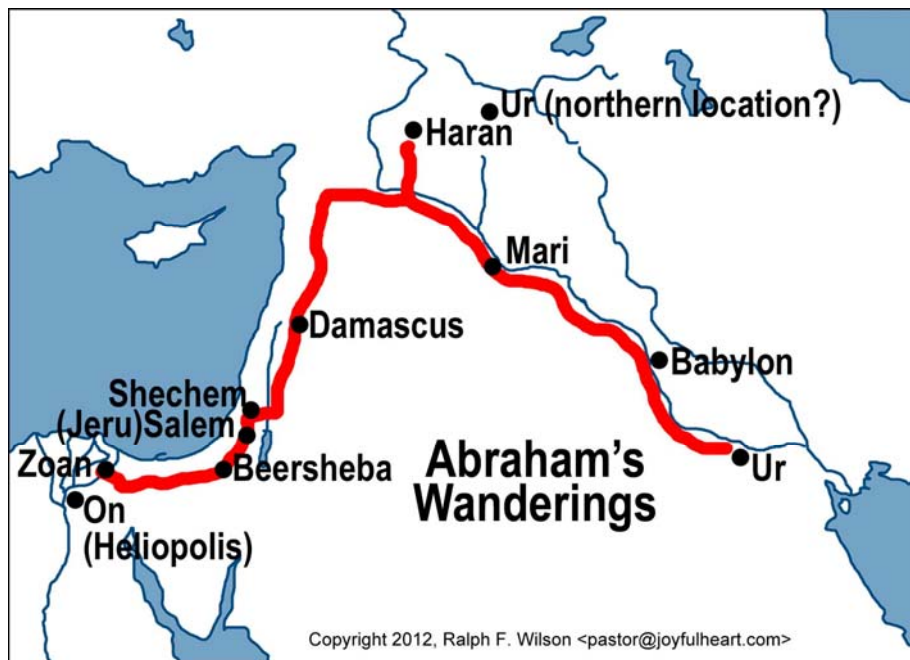 Ur (northern location?)
Haran
Mari
Damascus
Babylon
Shechem
(Jeru)Salem
Zoan
Beersheba
Ur
On
(Heliopolis)
Abraham's
Wanderings
Copyright 2012, Ralph F. Wilson <pastor@joyfulheart.com>